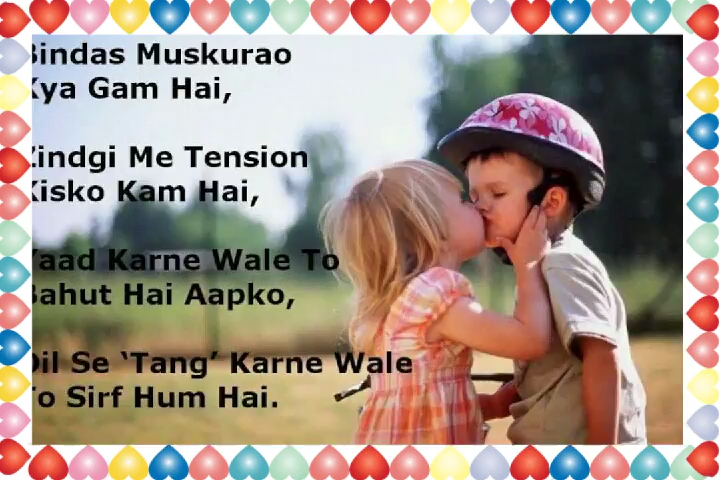 Bindas Muskurao
Kya Gam Hai,
Zindgi Me Tension
Kisko Kam Hai,
Yaad Karne Wale To
Bahut Hai Aapko,
Dil Se ‘Tang’ Karne Wale
To Sirf Hum Hai.